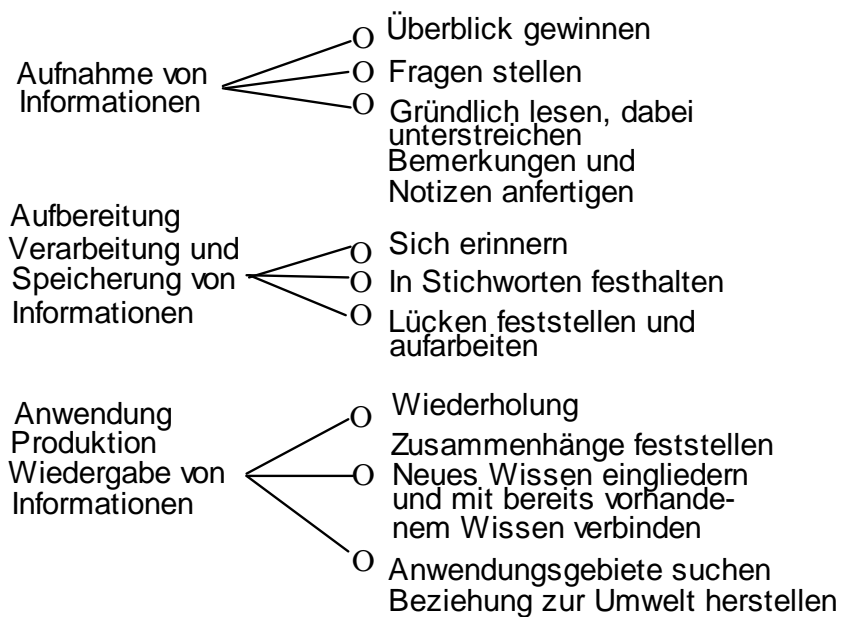 Aufnahme von
Informationen
O Überblick gewinnen
O Fragen stellen
O Gründlich lesen, dabei
unterstreichen
Bemerkungen und
Notizen anfertigen
Aufbereitung
Verarbeitung und
Speicherung von
Informationen
O Sich erinnern
O In Stichworten festhalten
O Lücken feststellen und
aufarbeiten
Anwendung
Produktion
Wiedergabe von
Informationen
O Wiederholung
Zusammenhänge feststellen
O Neues Wissen eingliedern
und mit bereits vorhande-
nem Wissen verbinden
O Anwendungsgebiete suchen
Beziehung zur Umwelt herstellen